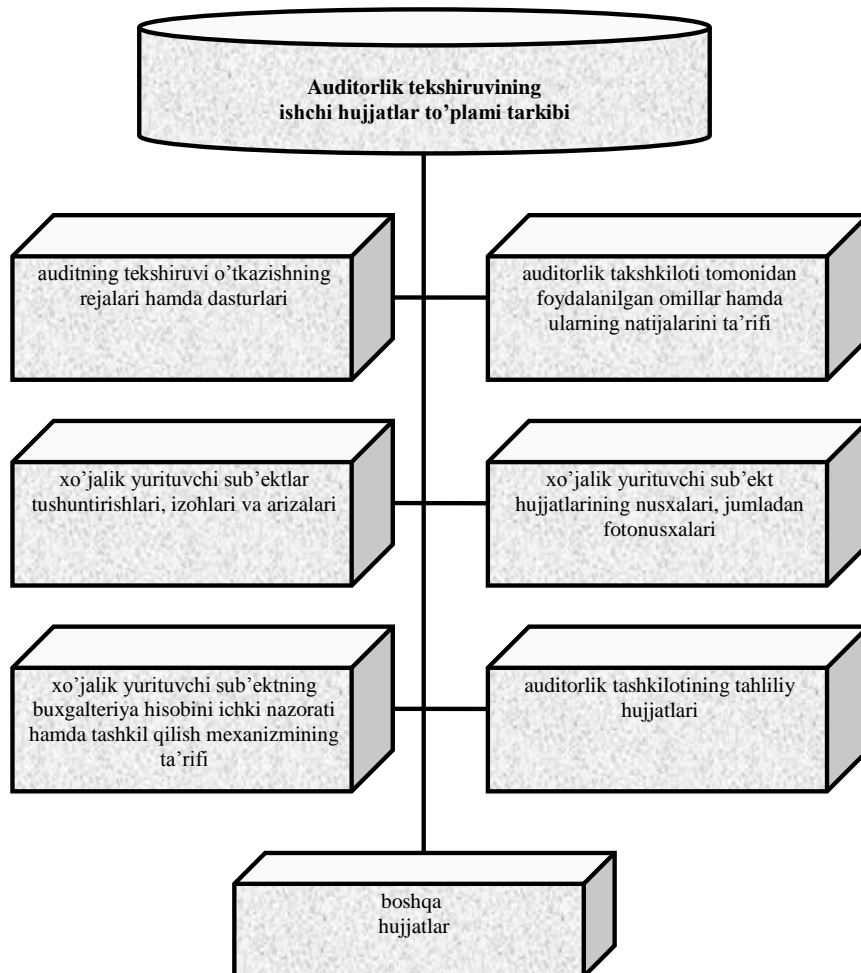 Auditorlik tekshiruvining
ishchi hujjatlar to’plami tarkibi
auditning tekshiruvi o’tkazishning
rejalari hamda dasturlari
auditorlik takshkiloti tomonidan
foydalanilgan omillar hamda
ularning natijalarini ta’rifi
xo’jalik yurituvchi sub’ektlar
tushuntirishlari, izohlari va arizalari
xo’jalik yurituvchi sub’ekt
hujjatlarining nusxalari, jumladan
fotonusxalari
xo’jalik yurituvchi sub’ektning
buxgalteriya hisobini ichki nazorati
hamda tashkil qilish mexanizmining
ta’rifi
auditorlik tashkilotining tahliliy
hujjatlari
boshqa
hujjatlar